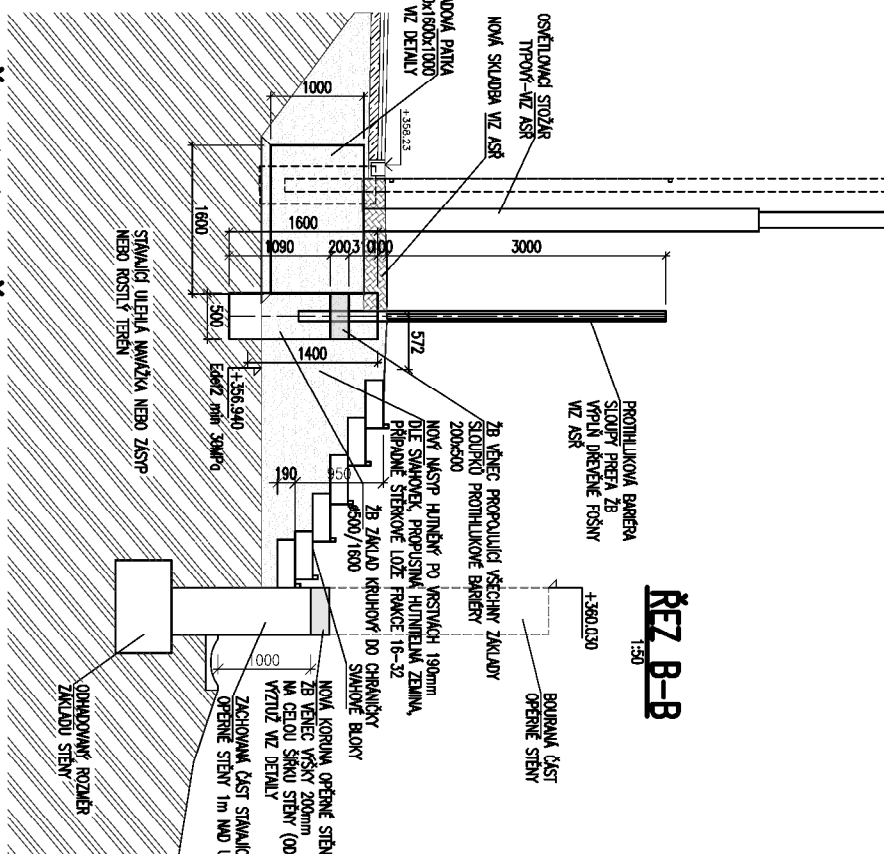 ŘEZ B-B
1:50
+360.030
BOURANÁ ČÁST
OPĚRNÉ STĚNY
PROTIHLUKOVÁ BARIÉRA
SLOUPY PREFA ŽB
VÝPLŇ DŘEVĚNÉ FOŠNY
VIZ ASŘ
OSVĚTLOVACÍ STOŽÁR
TYPOVÝ-VIZ ASŘ
NOVÁ SKLADBA VIZ ASŘ
PATKA
x1600x1000
VIZ DETAILY
+358.23
1000
1600
1600
1090
200
3000
500
572
1400
+356.940
Edef2 min 30MPa
190
950
ŽB VĚNEC PROPOJUJÍCÍ VŠECHNY ZÁKLADY
SLOUPKŮ PROTIHLUKOVÉ BARIÉRY
200x500
NOVÝ NÁSYP HUTNĚNÝ PO VRSTVÁCH 190mm
DLE SVAHOVEK, PROPUSTNÁ HUTNITELNÁ ZEMINA,
PŘÍPADNĚ ŠTĚRKOVÉ LOŽE FRAKCE 16-32
ŽB ZÁKLAD KRUHOVÝ DO CHRÁNIČKY
500/1600
SVAHOVÉ BLOKY
NOVÁ KORUNA OPĚRNÉ
ŽB VĚNEC VÝŠKY 200mm
NA CELOU ŠÍŘKU STĚNY
VÝZTUŽ VIZ DETAILY
ZACHOVANÁ ČÁST
OPĚRNÉ STĚNY 1m NAD
1000
ODHADOVANÝ ROZMĚR
ZÁKLADU STĚNY
STÁVAJÍCÍ ULEHLÁ NAVÁŽKA NEBO ZÁSYP
NEBO ROSTLÝ TERÉN